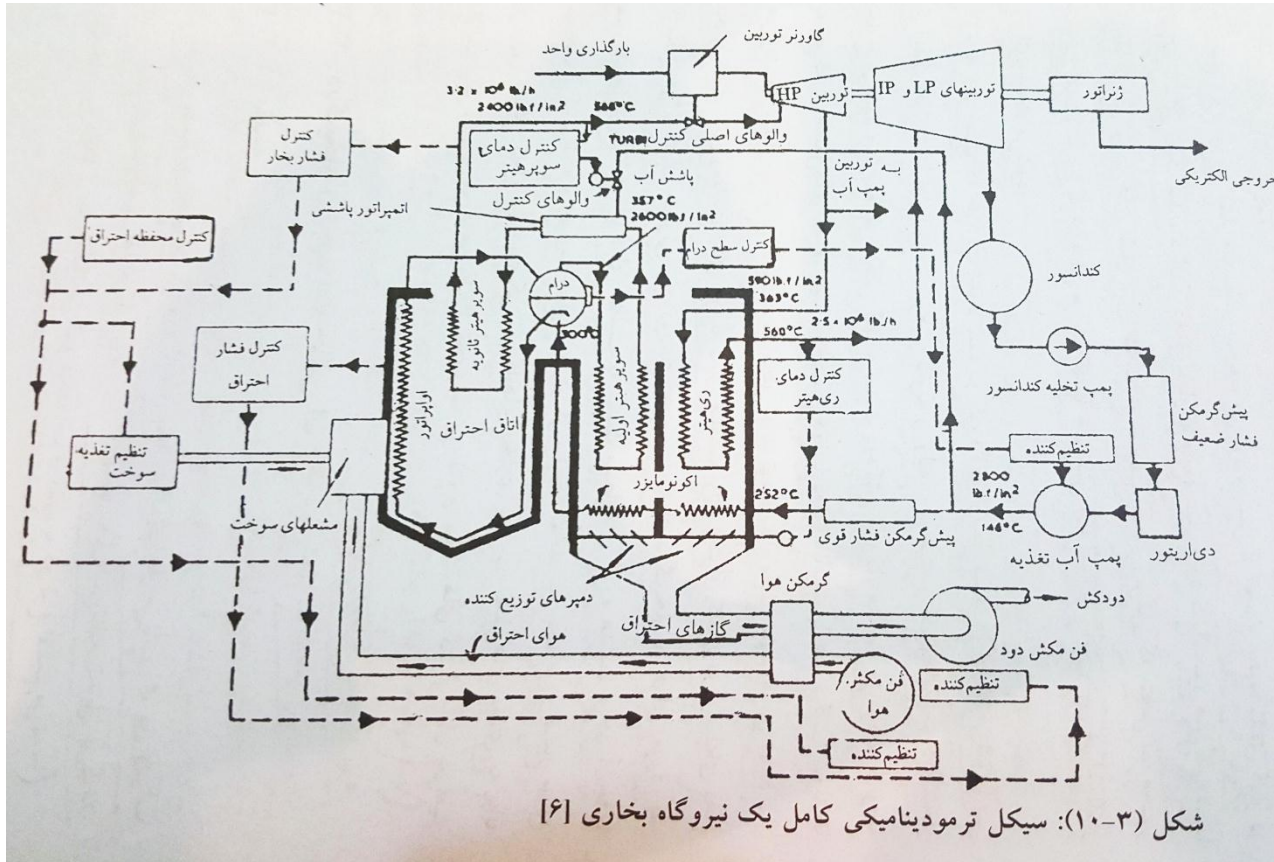 گاورنر توربین
بارگذاری واحد
3.2 x 10⁶ lb/h
2400 lbf/in²
568°C
توربین HP
توربینهای LP و IP
ژنراتور
والوهای اصلی کنترل
کنترل
فشار بخار
کنترل دمای
سوپرهیتر
پاشش آب
به توربین
پمپ آب
خروجی الکتریکی
والوهای کنترل
اتمپراتور پاششی
357°C
2600 lbf/in²
کنترل محفظه احتراق
کنترل سطح درام
کندانسور
درام
590 lb.f/in²
363°C
2.5 x 10⁶ lb/h
560°C
300°C
سوپرهیتر ثانویه
کنترل فشار
احتراق
کنترل دمای
ری‌هیتر
پمپ تخلیه کندانسور
اواپراتور
اتاق احتراق
سوپرهیتر اولیه
ری‌هیتر
پیش‌گرمکن
فشار ضعیف
تنظیم تغذیه
سوخت
تنظیم‌کننده
اکونومایزر
252°C
lb.f/in²
146°C
مشعلهای سوخت
پیش‌گرمکن فشار قوی
پمپ آب تغذیه
دی‌اریتور
گرمکن هوا
دمپرهای توزیع کننده
دودکش
گازهای احتراق
هوای احتراق
فن مکش دود
فن مکش
هوا
تنظیم‌کننده
تنظیم‌کننده
شکل (۳-۱۰): سیکل ترمودینامیکی کامل یک نیروگاه بخاری [۶]